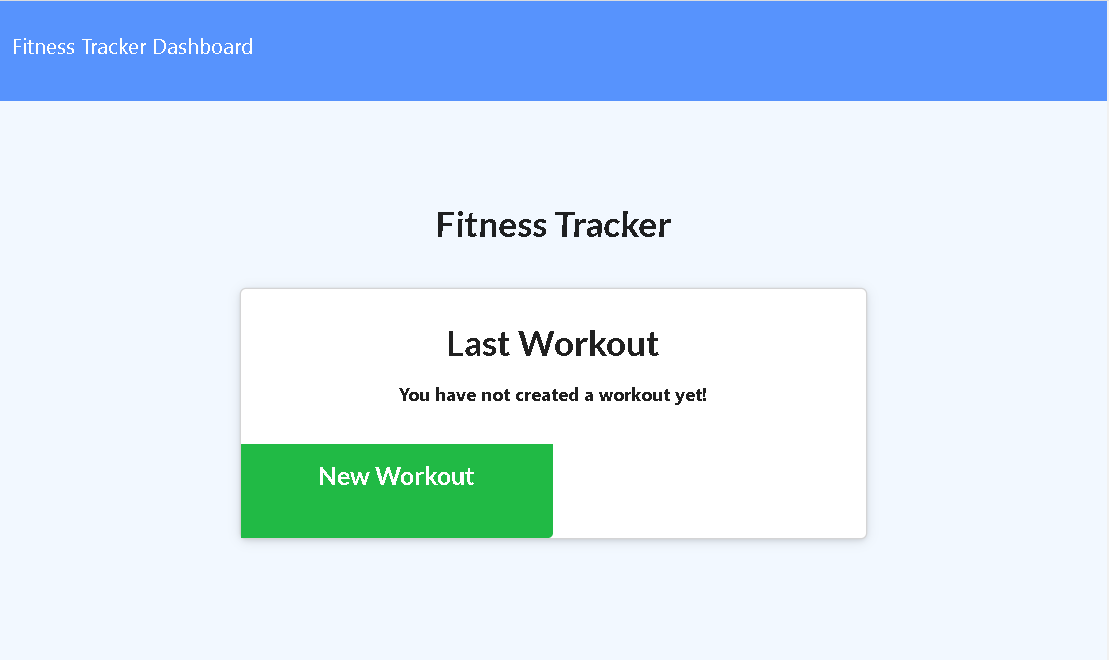 Fitness Tracker Dashboard
Fitness Tracker
Last Workout
You have not created a workout yet!
New Workout